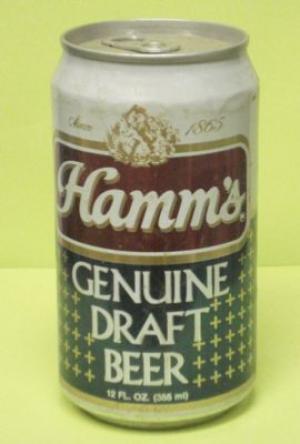 Since 1865
Hamm's
GENUINE
DRAFT
BEER
12 FL. OZ. (355 ml)